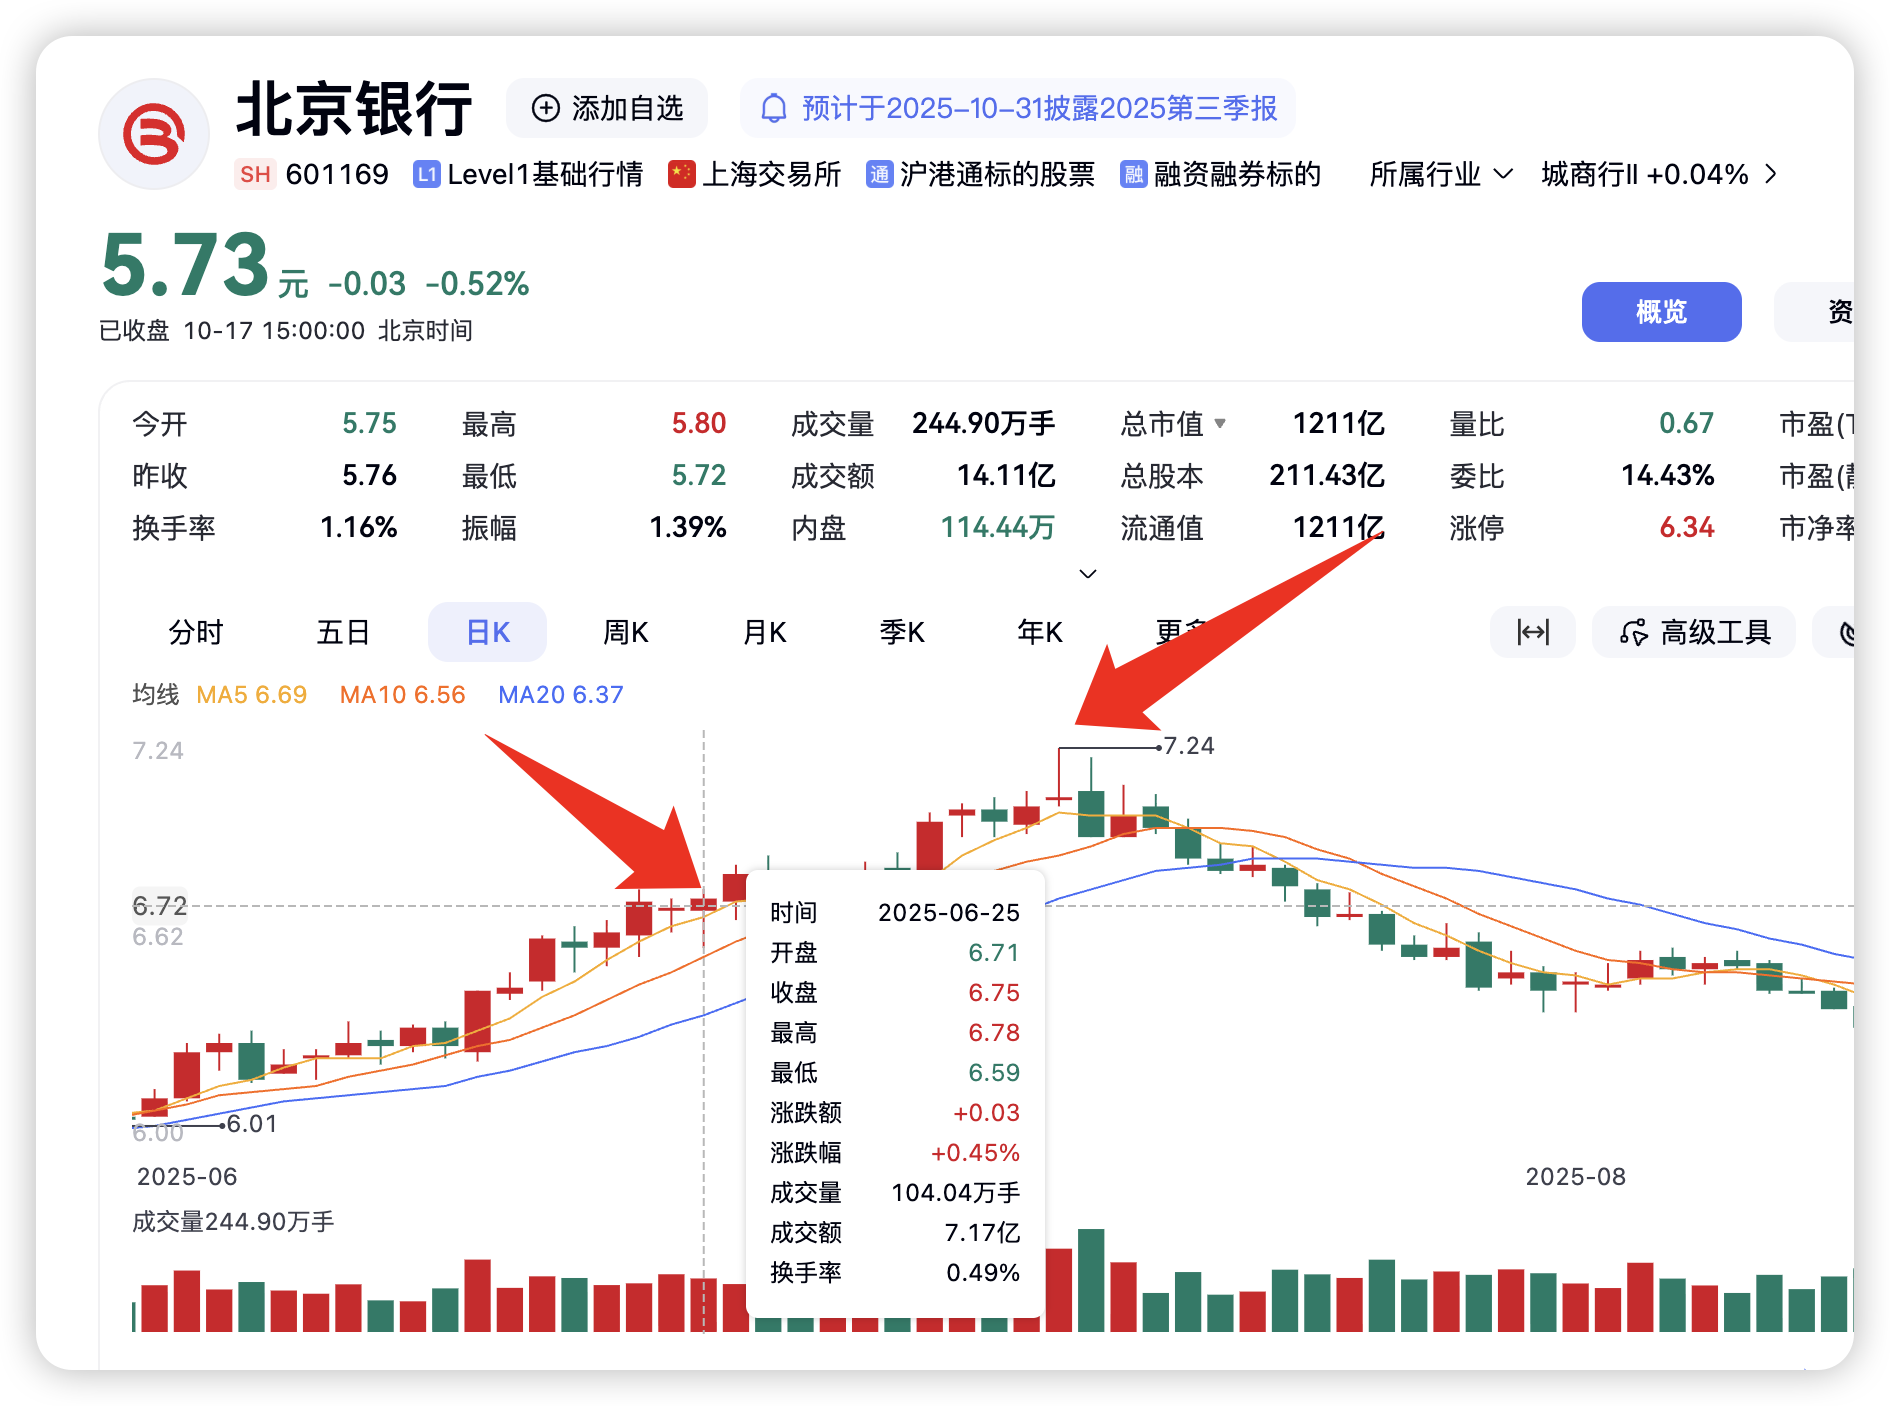 北京银行 添加自选 预计于2025-10-31披露2025第三季报
SH 601169 L1 Level1基础行情 上海交易所 通 沪港通标的股票 融 融资融券标的 所属行业 城商行II +0.04%
5.73 元 -0.03 -0.52%
已收盘 10-17 15:00:00 北京时间
概览 资
今开 5.75 最高 5.80 成交量 244.90万手 总市值 1211亿 量比 0.67 市盈(T
昨收 5.76 最低 5.72 成交额 14.11亿 总股本 211.43亿 委比 14.43% 市盈(静
换手率 1.16% 振幅 1.39% 内盘 114.44万 流通值 1211亿 涨停 6.34 市净率
分时 五日 日K 周K 月K 季K 年K 更多 高级工具
均线 MA5 6.69 MA10 6.56 MA20 6.37
7.24
7.24
6.72
6.62
时间 2025-06-25
开盘 6.71
收盘 6.75
最高 6.78
最低 6.59
涨跌额 +0.03
涨跌幅 +0.45%
成交量 104.04万手
成交额 7.17亿
换手率 0.49%
6.01
6.00
2025-06 2025-08
成交量244.90万手